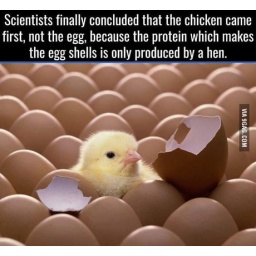 Scientists finally concluded that the chicken came
first, not the egg, because the protein which makes
the egg shells is only produced by a hen.
VIA 9GAG.COM